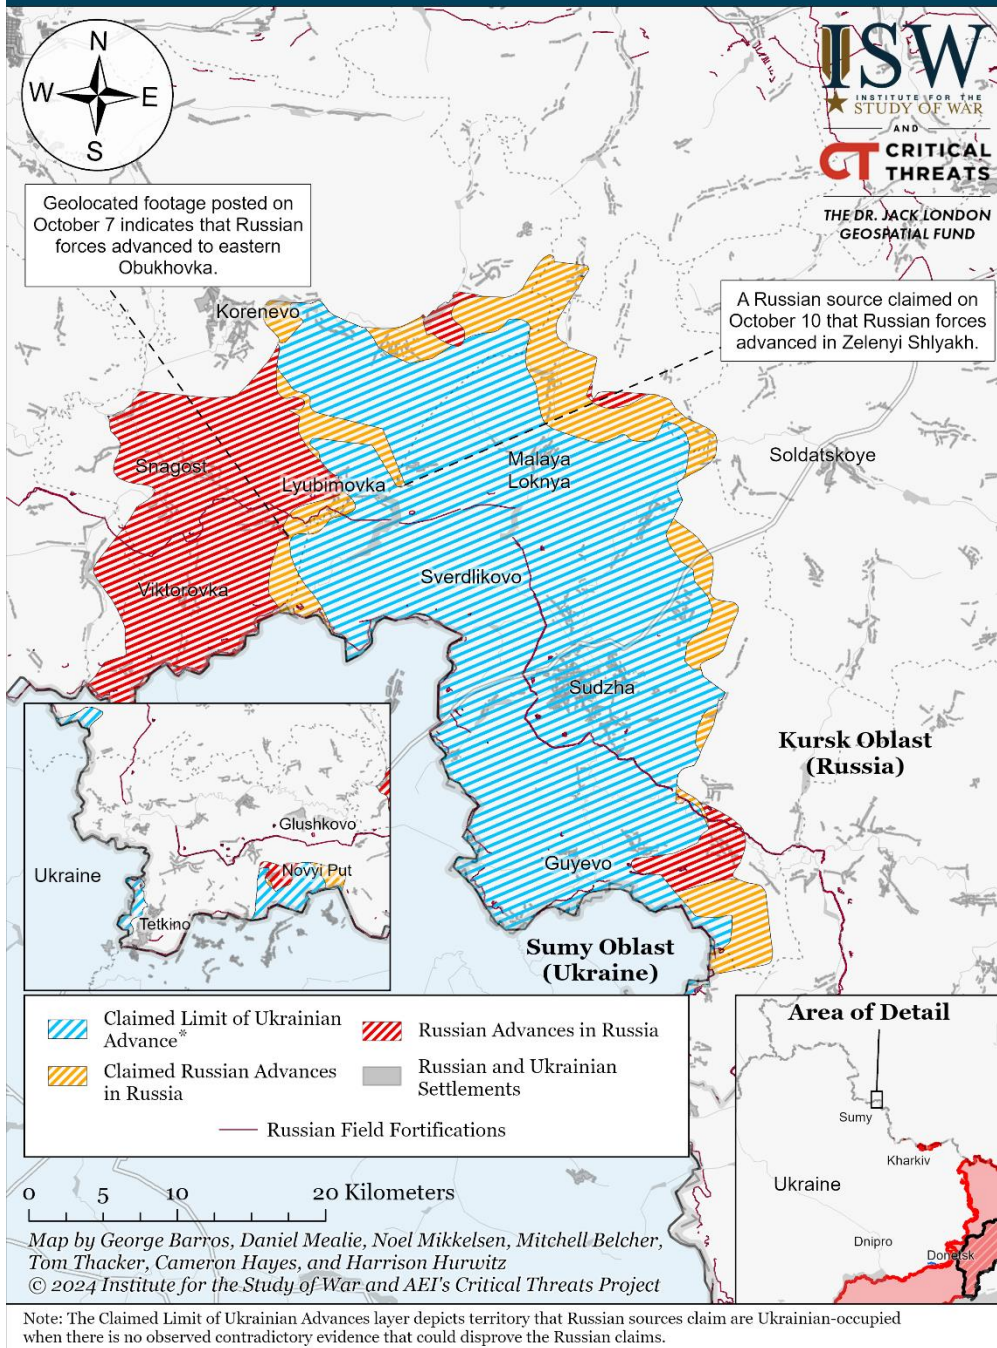 N
W E
S
ISW
INSTITUTE FOR THE
STUDY OF WAR
AND
CT CRITICAL
THREATS
THE DR. JACK LONDON
GEOSPATIAL FUND
Geolocated footage posted on
October 7 indicates that Russian
forces advanced to eastern
Obukhovka.
A Russian source claimed on
October 10 that Russian forces
advanced in Zelenyi Shlyakh.
Korenevo
Snagost
Lyubimovka
Malaya
Loknya
Soldatskoye
Viktorovka
Sverdlikovo
Sudzha
Kursk Oblast
(Russia)
Guyevo
Sumy Oblast
(Ukraine)
Glushkovo
Ukraine
Novyi Put
Tetkino
Claimed Limit of Ukrainian
Advance*
Russian Advances in Russia
Claimed Russian Advances
in Russia
Russian and Ukrainian
Settlements
Russian Field Fortifications
Area of Detail
Sumy
Kharkiv
Ukraine
Dnipro
Donetsk
0 5 10 20 Kilometers
Map by George Barros, Daniel Mealie, Noel Mikkelsen, Mitchell Belcher,
Tom Thacker, Cameron Hayes, and Harrison Hurwitz
© 2024 Institute for the Study of War and AEI's Critical Threats Project
Note: The Claimed Limit of Ukrainian Advances layer depicts territory that Russian sources claim are Ukrainian-occupied
when there is no observed contradictory evidence that could disprove the Russian claims.